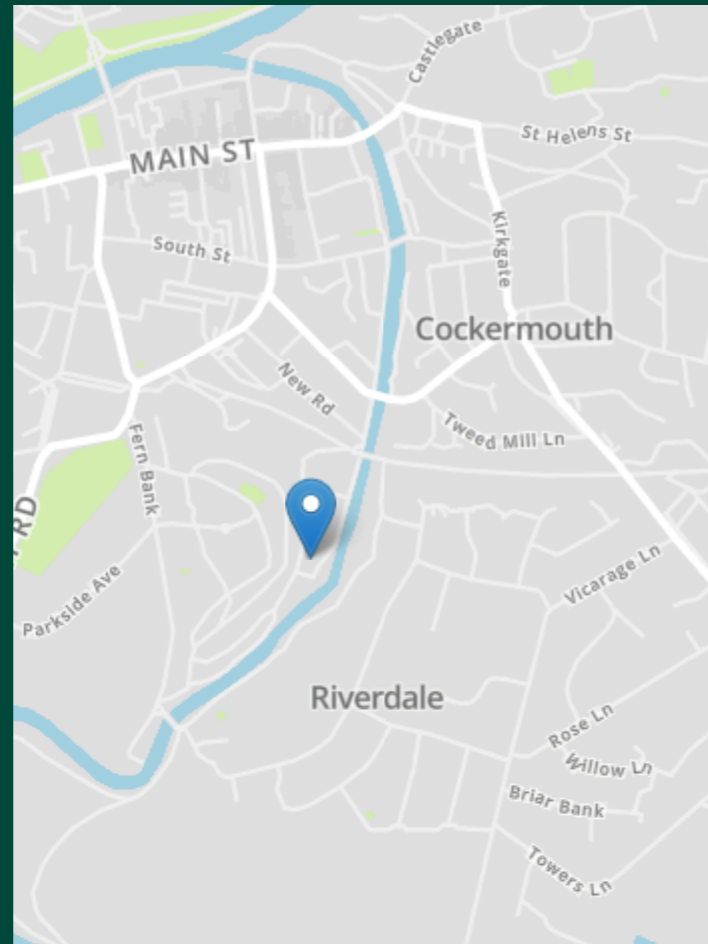 Castlegate
St Helens St
MAIN ST
Kirkgate
South St
Cockermouth
New Rd
Tweed Mill Ln
Fern Bank
RD
Vicarage Ln
Parkside Ave
Riverdale
Rose Ln
Willow Ln
Briar Bank
Towers Ln